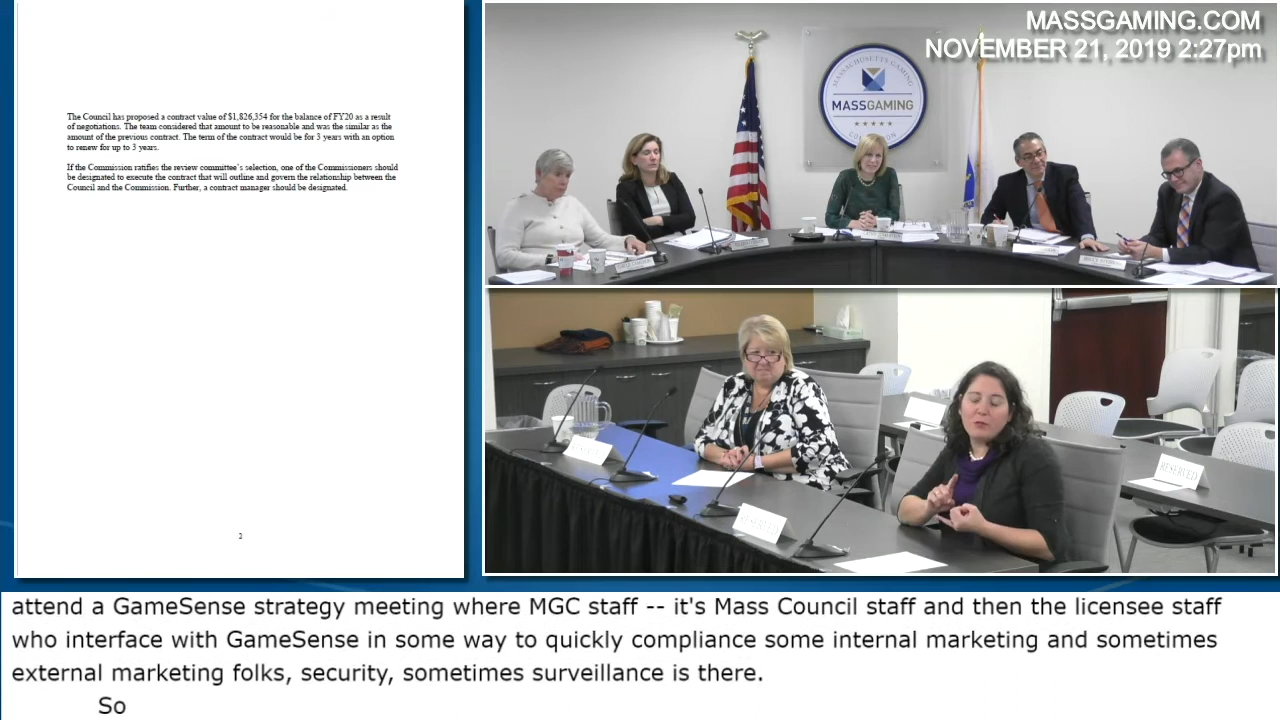 The Council has proposed a contract value of $1,826,354 for the balance of FY20 as a result
of negotiations. The team considered that amount to be reasonable and was the similar as the
amount of the previous contract. The term of the contract would be for 3 years with an option
to renew for up to 3 years.
If the Commission ratifies the review committee's selection, one of the Commissioners should
be designated to execute the contract that will outline and govern the relationship between the
Council and the Commission. Further, a contract manager should be designated.
2
MASSGAMING.COM
NOVEMBER 21, 2019 2:27pm
MASSACHUSETTS GAMING
MASSGAMING
COMMISSION
RESERVED
RESERVED
RESERVED
attend a GameSense strategy meeting where MGC staff -- it's Mass Council staff and then the licensee staff
who interface with GameSense in some way to quickly compliance some internal marketing and sometimes
external marketing folks, security, sometimes surveillance is there.
So